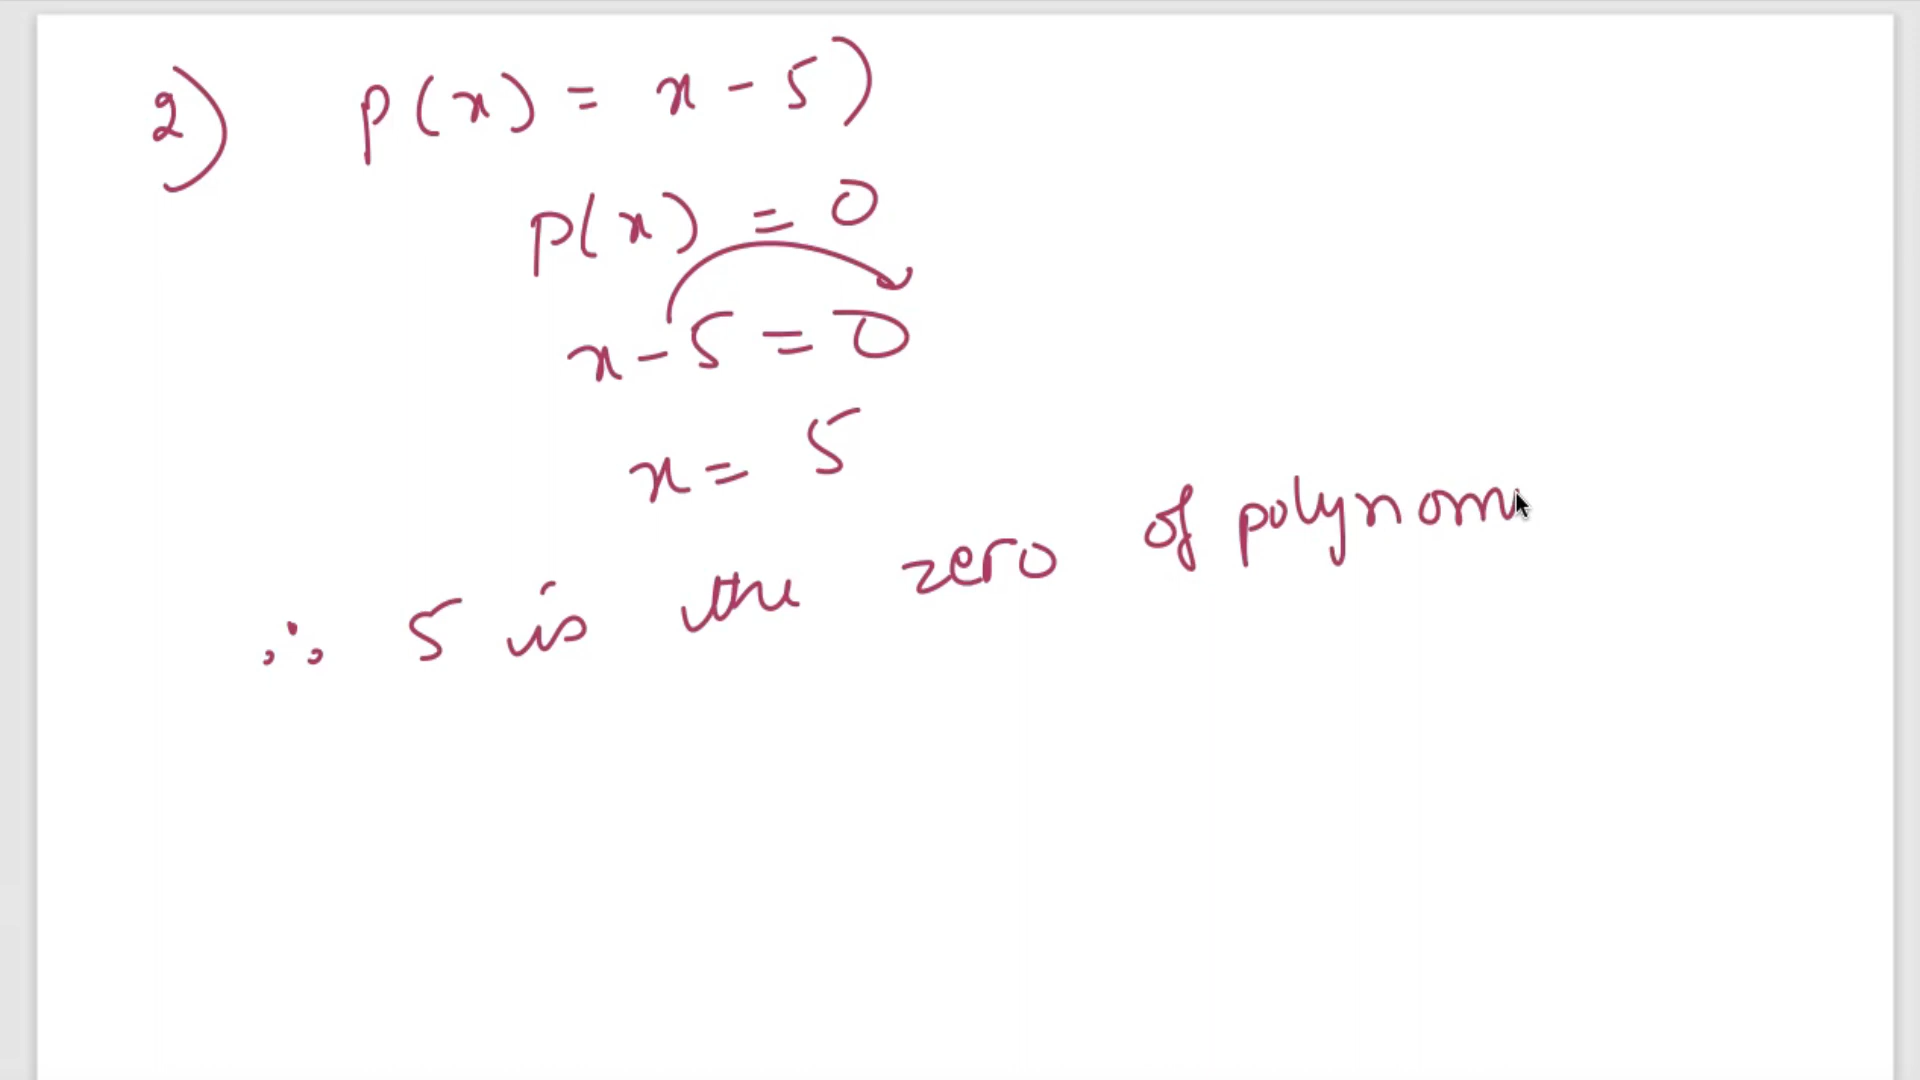 2) p(x) = x - 5)
p(x) = 0
x - 5 = 0
x = 5
∴ 5 is the zero of polynom